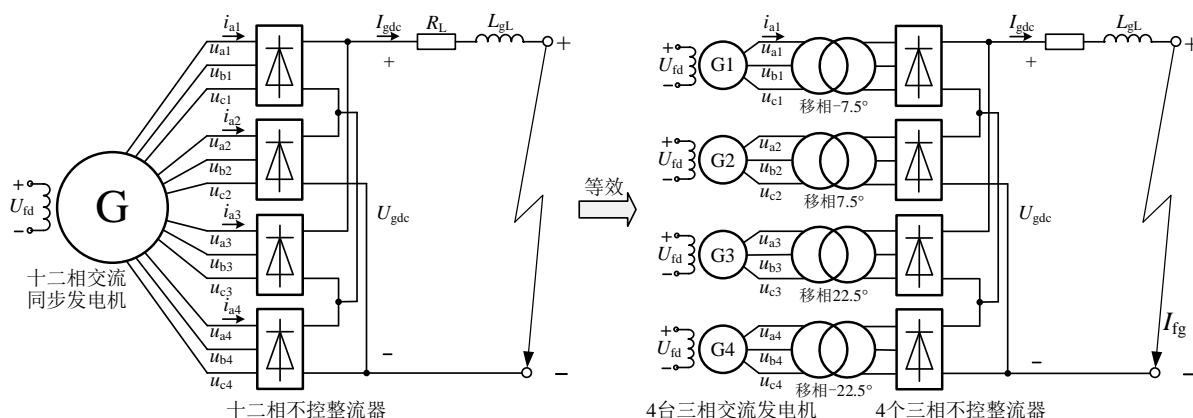 i_a1
u_a1
u_b1
u_c1
i_a2
u_a2
u_b2
u_c2
i_a3
u_a3
u_b3
u_c3
i_a4
u_a4
u_b4
u_c4
+
U_fd
−
G
十二相交流
同步发电机
I_gdc
+
R_L
L_gL
+
U_gdc
−
−
十二相不控整流器
等效
+
U_fd
−
G1
i_a1
u_a1
u_b1
u_c1
移相-7.5°
+
U_fd
−
G2
u_a2
u_b2
u_c2
移相7.5°
+
U_fd
−
G3
u_a3
u_b3
u_c3
移相22.5°
+
U_fd
−
G4
u_a4
u_b4
u_c4
移相-22.5°
I_gdc
+
L_gL
+
U_gdc
I_fg
−
−
4台三相交流发电机
4个三相不控整流器